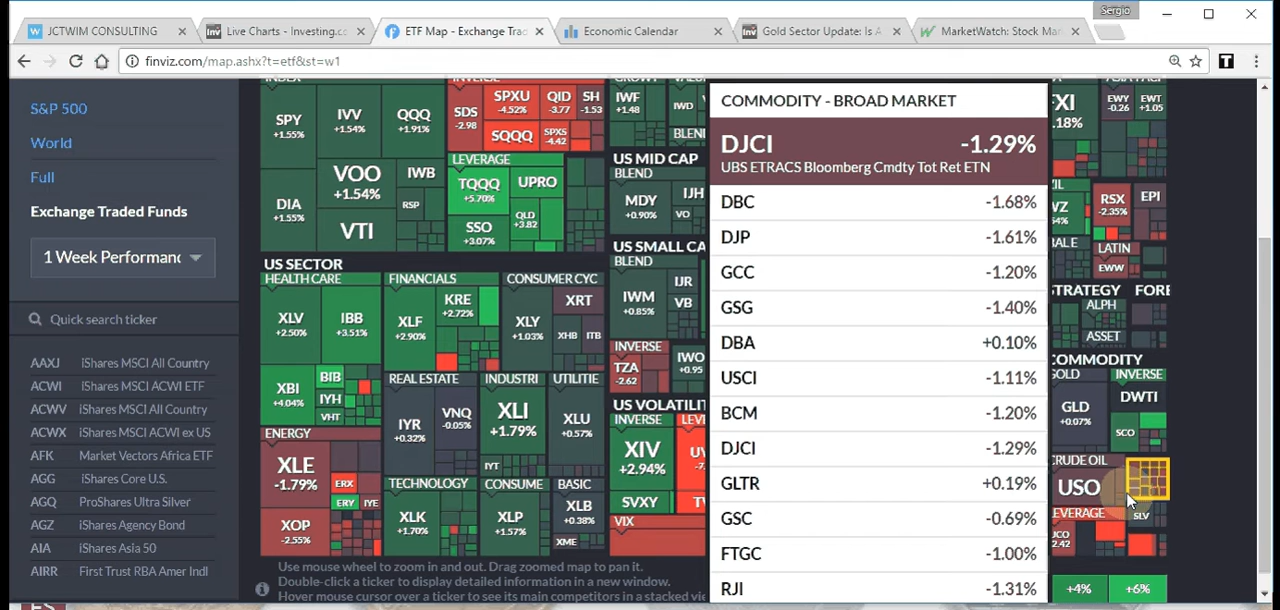 Sergio
JCTWIM CONSULTING
Live Charts - Investing.co
ETF Map - Exchange Trad
Economic Calendar
Gold Sector Update: Is A
MarketWatch: Stock Mar
finviz.com/map.ashx?t=etf&st=w1
S&P 500
World
Full
Exchange Traded Funds
1 Week Performanc
Quick search ticker
AAXJ iShares MSCI All Country
ACWI iShares MSCI ACWI ETF
ACWV iShares MSCI All Country
ACWX iShares MSCI ACWI ex US
AFK Market Vectors Africa ETF
AGG iShares Core U.S.
AGQ ProShares Ultra Silver
AGZ iShares Agency Bond
AIA iShares Asia 50
AIRR First Trust RBA Amer Indl
SPY
+1.55%
IVV
+1.54%
QQQ
+1.91%
DIA
+1.55%
VOO
+1.54%
IWB
RSP
VTI
INVERSE
SDS
-2.98
SPXU
-4.52%
QID
-3.77
SH
-1.53
SQQQ
SPXS
-4.42
LEVERAGE
TQQQ
+5.70%
UPRO
QLD
+3.82
SSO
+3.07%
IWF
+1.48
IWD
BLEND
US MID CAP
BLEND
MDY
+0.90%
IJH
VO
US SMALL CA
BLEND
IWM
+0.85%
IJR
VB
INVERSE
TZA
-2.62
IWO
+0.95
US VOLATILIT
INVERSE
LEVE
XIV
+2.94%
UV
-7.
SVXY
TV
VIX
US SECTOR
HEALTH CARE
XLV
+2.50%
IBB
+3.51%
XBI
+4.04%
BIB
IYH
VHT
FINANCIALS
XLF
+2.90%
KRE
+2.72%
CONSUMER CYC
XLY
+1.03%
XRT
XHB
ITB
REAL ESTATE
IYR
+0.32%
VNQ
-0.05%
INDUSTRI
XLI
+1.79%
IYT
UTILITIE
XLU
+0.57%
ENERGY
XLE
-1.79%
ERX
ERY
IYE
XOP
-2.55%
TECHNOLOGY
XLK
+1.70%
CONSUME
XLP
+1.57%
BASIC
XLB
+0.38%
XME
COMMODITY - BROAD MARKET
DJCI -1.29%
UBS ETRACS Bloomberg Cmdty Tot Ret ETN
DBC -1.68%
DJP -1.61%
GCC -1.20%
GSG -1.40%
DBA +0.10%
USCI -1.11%
BCM -1.20%
DJCI -1.29%
GLTR +0.19%
GSC -0.69%
FTGC -1.00%
RJI -1.31%
FXI
.18%
EWY
-0.26
EWT
+1.05
ZIL
WZ
54%
RSX
-2.35%
EPI
LATIN
EWW
STRATEGY
FORE
ALPH
ASSET
COMMODITY
GOLD
GLD
+0.07%
INVERSE
DWTI
SCO
CRUDE OIL
USO
SLV
LEVERAGE
UCO
2.42
+4%
+6%
Use mouse wheel to zoom in and out. Drag zoomed map to pan it.
Double-click a ticker to display detailed information in a new window.
Hover mouse cursor over a ticker to see its main competitors in a stacked vie